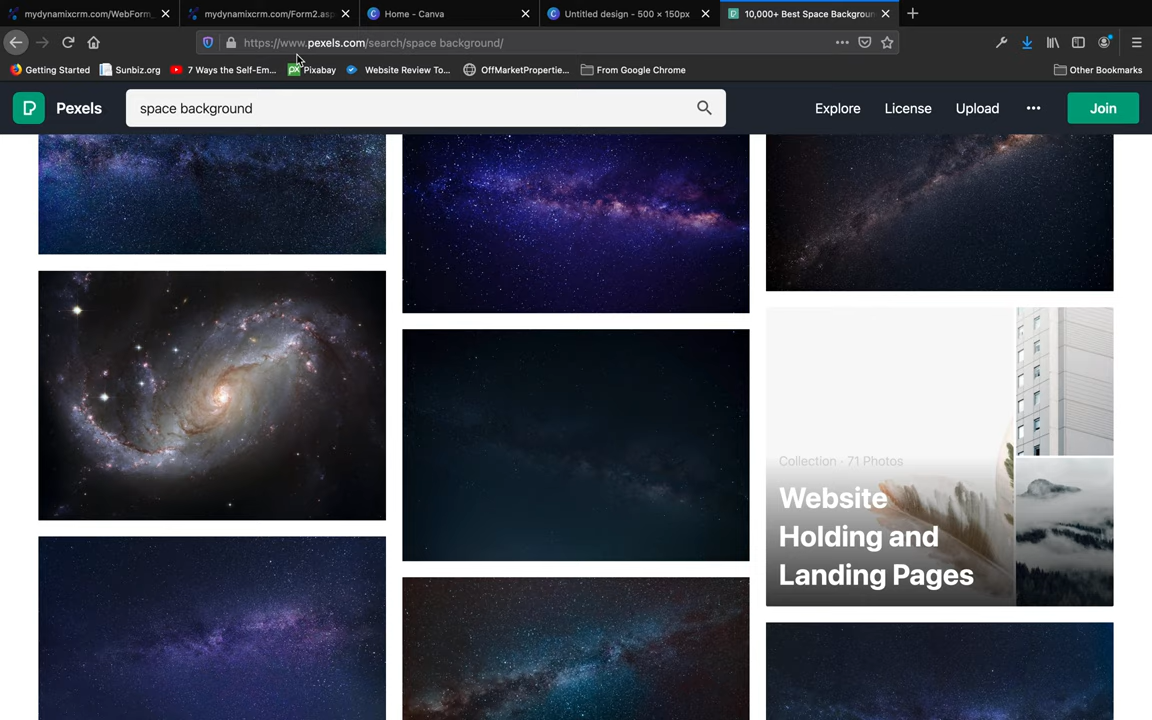 mydynamixcrm.com/WebForm_
mydynamixcrm.com/Form2.asp
Home - Canva
Untitled design - 500 × 150px
10,000+ Best Space Backgroun
https://www.pexels.com/search/space background/
Getting Started
Sunbiz.org
7 Ways the Self-Em...
Pixabay
Website Review To...
OffMarketPropertie...
From Google Chrome
Other Bookmarks
Pexels
space background
Explore
License
Upload
Join
Collection · 71 Photos
Website
Holding and
Landing Pages